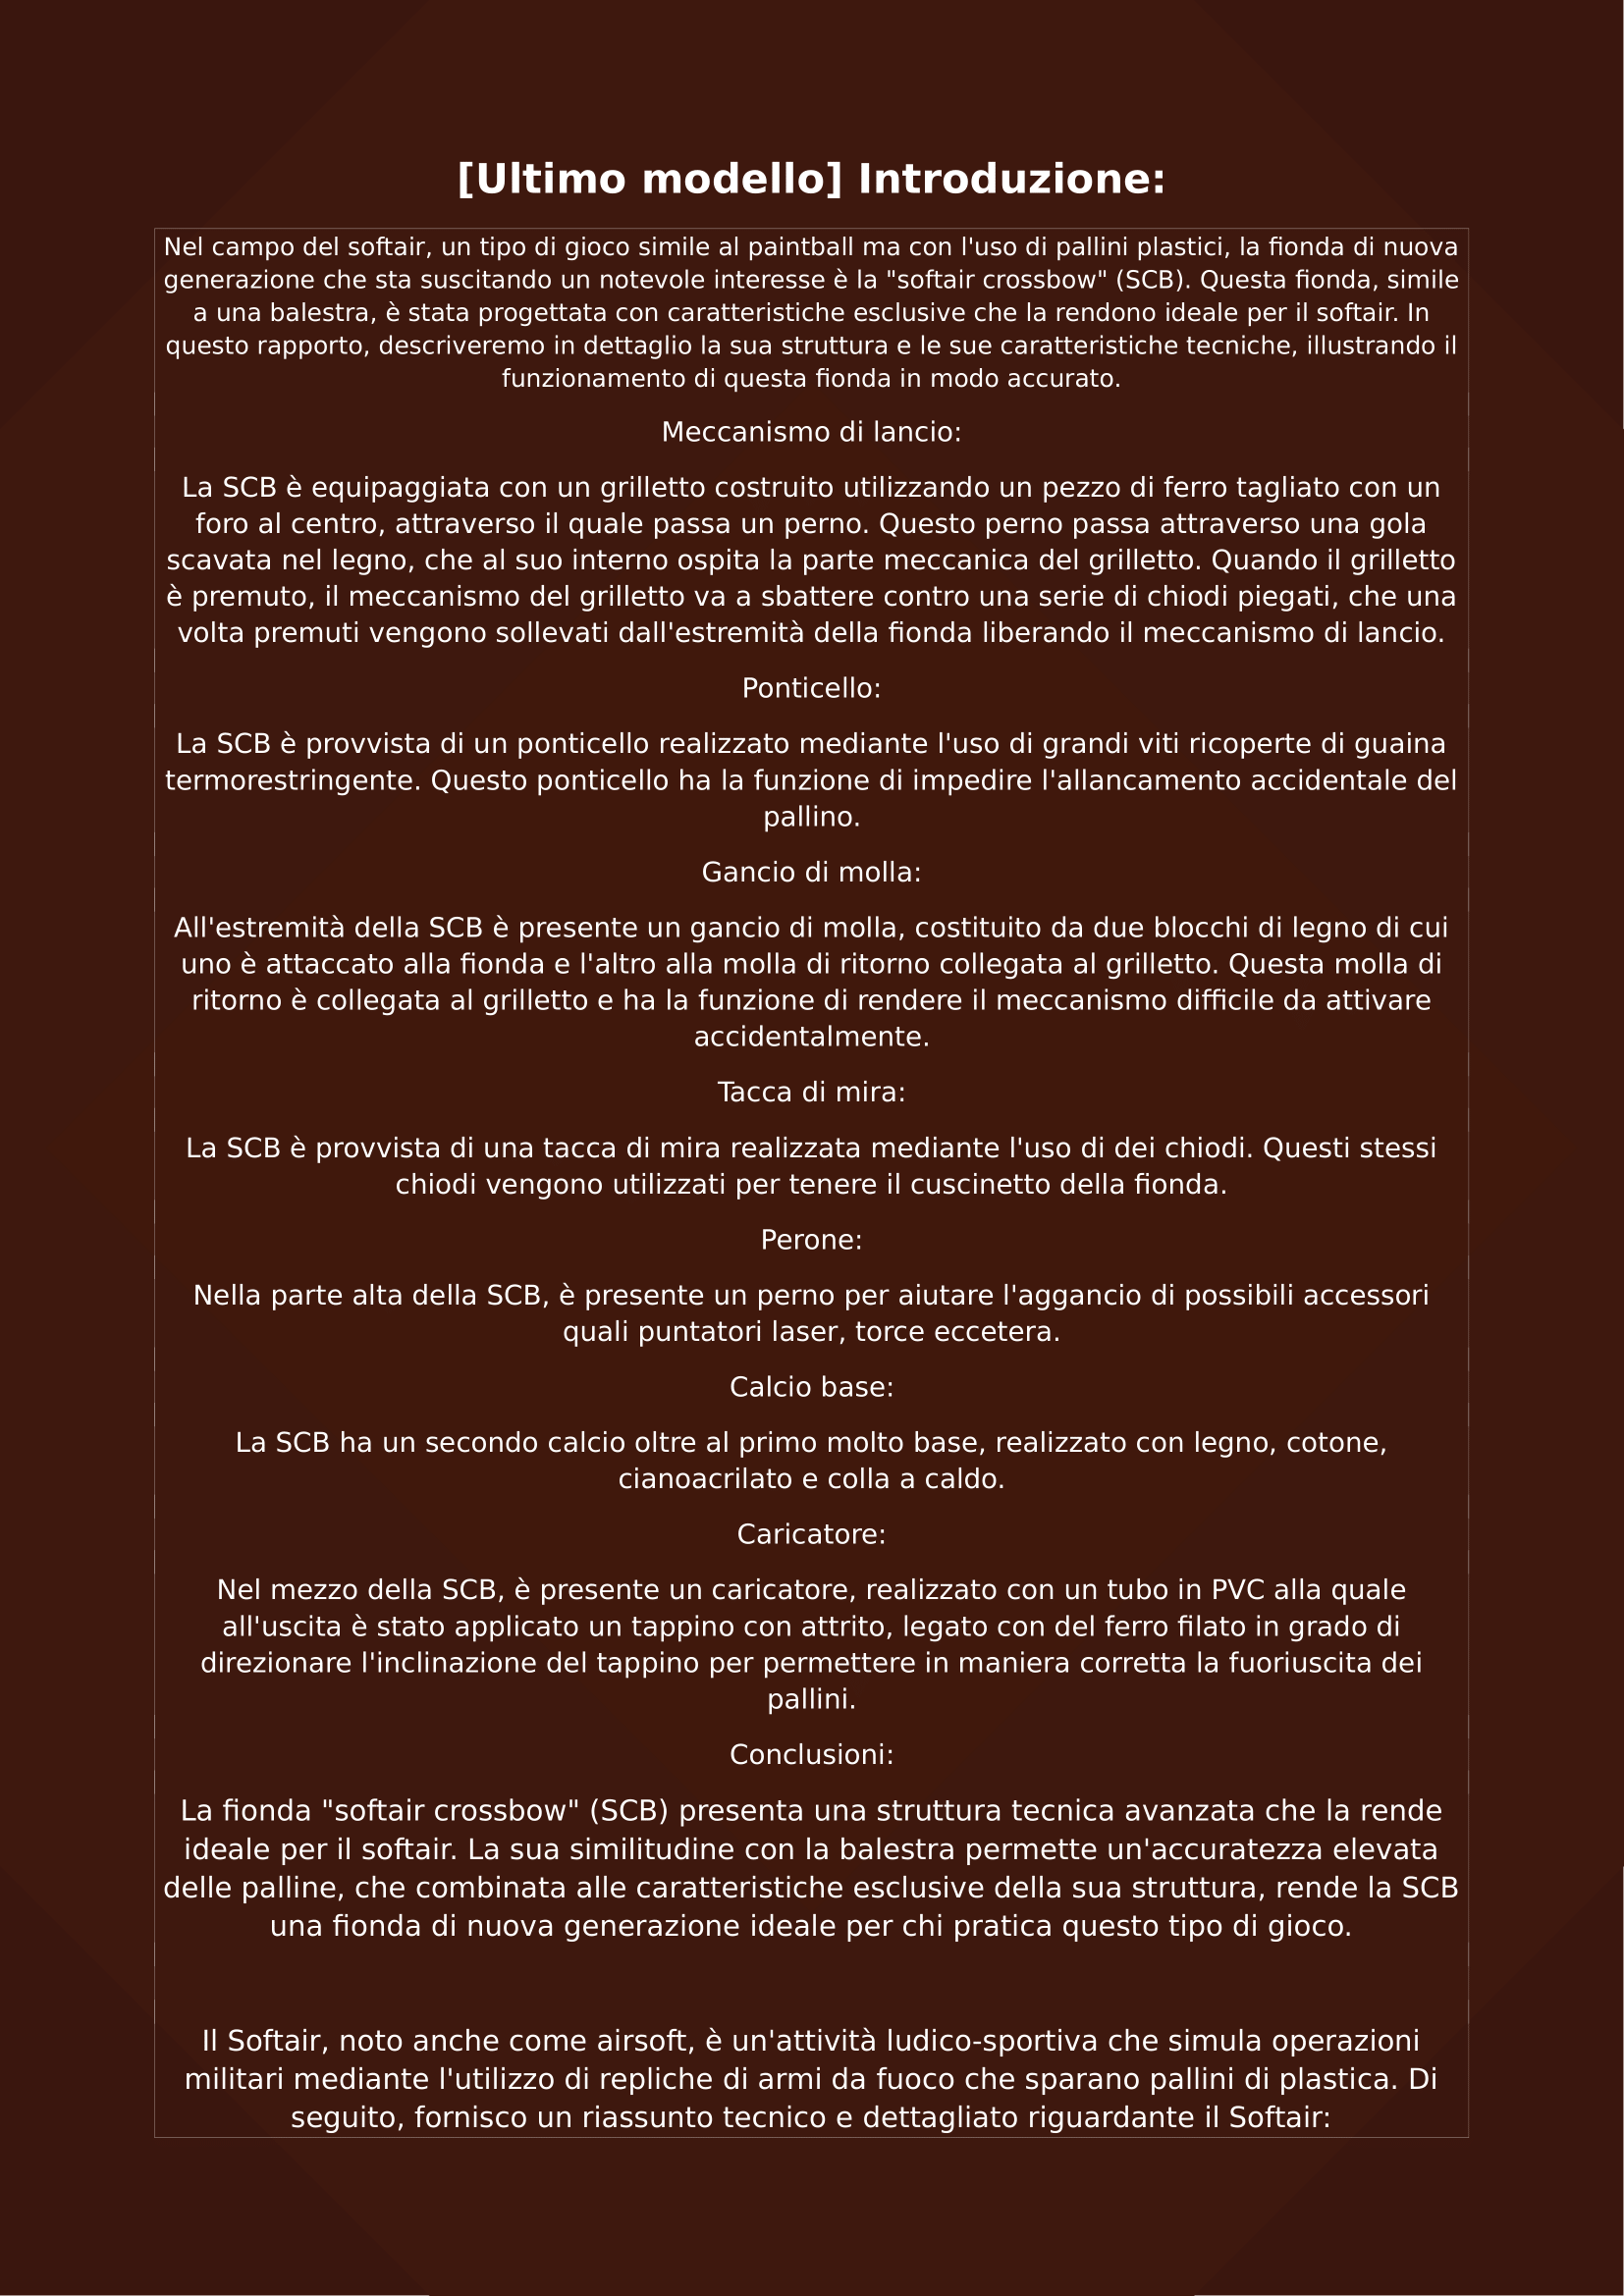 [Ultimo modello] Introduzione:
Nel campo del softair, un tipo di gioco simile al paintball ma con l'uso di pallini plastici, la fionda di nuova
generazione che sta suscitando un notevole interesse è la "softair crossbow" (SCB). Questa fionda, simile
a una balestra, è stata progettata con caratteristiche esclusive che la rendono ideale per il softair. In
questo rapporto, descriveremo in dettaglio la sua struttura e le sue caratteristiche tecniche, illustrando il
funzionamento di questa fionda in modo accurato.
Meccanismo di lancio:
La SCB è equipaggiata con un grilletto costruito utilizzando un pezzo di ferro tagliato con un
foro al centro, attraverso il quale passa un perno. Questo perno passa attraverso una gola
scavata nel legno, che al suo interno ospita la parte meccanica del grilletto. Quando il grilletto
è premuto, il meccanismo del grilletto va a sbattere contro una serie di chiodi piegati, che una
volta premuti vengono sollevati dall'estremità della fionda liberando il meccanismo di lancio.
Ponticello:
La SCB è provvista di un ponticello realizzato mediante l'uso di grandi viti ricoperte di guaina
termorestringente. Questo ponticello ha la funzione di impedire l'allancamento accidentale del
pallino.
Gancio di molla:
All'estremità della SCB è presente un gancio di molla, costituito da due blocchi di legno di cui
uno è attaccato alla fionda e l'altro alla molla di ritorno collegata al grilletto. Questa molla di
ritorno è collegata al grilletto e ha la funzione di rendere il meccanismo difficile da attivare
accidentalmente.
Tacca di mira:
La SCB è provvista di una tacca di mira realizzata mediante l'uso di dei chiodi. Questi stessi
chiodi vengono utilizzati per tenere il cuscinetto della fionda.
Perone:
Nella parte alta della SCB, è presente un perno per aiutare l'aggancio di possibili accessori
quali puntatori laser, torce eccetera.
Calcio base:
La SCB ha un secondo calcio oltre al primo molto base, realizzato con legno, cotone,
cianoacrilato e colla a caldo.
Caricatore:
Nel mezzo della SCB, è presente un caricatore, realizzato con un tubo in PVC alla quale
all'uscita è stato applicato un tappino con attrito, legato con del ferro filato in grado di
direzionare l'inclinazione del tappino per permettere in maniera corretta la fuoriuscita dei
pallini.
Conclusioni:
La fionda "softair crossbow" (SCB) presenta una struttura tecnica avanzata che la rende
ideale per il softair. La sua similitudine con la balestra permette un'accuratezza elevata
delle palline, che combinata alle caratteristiche esclusive della sua struttura, rende la SCB
una fionda di nuova generazione ideale per chi pratica questo tipo di gioco.
Il Softair, noto anche come airsoft, è un'attività ludico-sportiva che simula operazioni
militari mediante l'utilizzo di repliche di armi da fuoco che sparano pallini di plastica. Di
seguito, fornisco un riassunto tecnico e dettagliato riguardante il Softair: